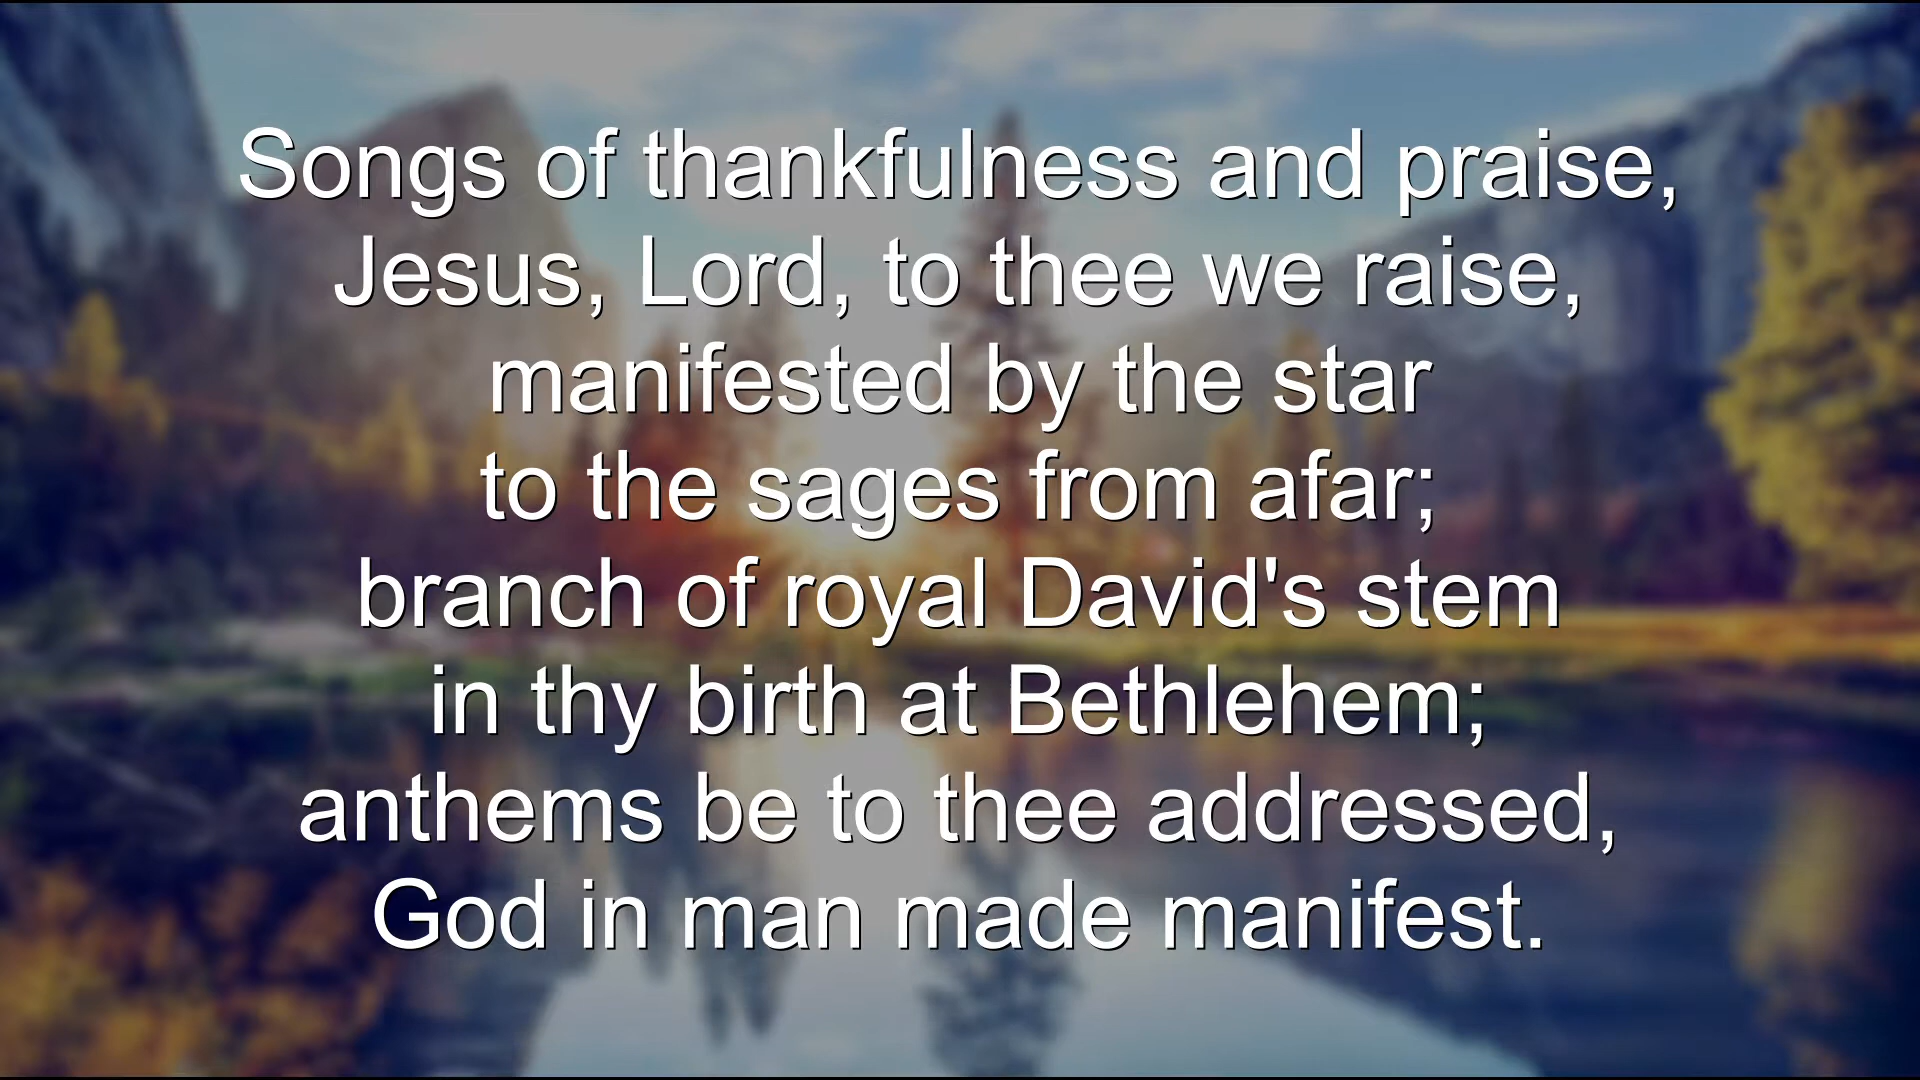 Songs of thankfulness and praise,
Jesus, Lord, to thee we raise,
manifested by the star
to the sages from afar;
branch of royal David's stem
in thy birth at Bethlehem;
anthems be to thee addressed,
God in man made manifest.